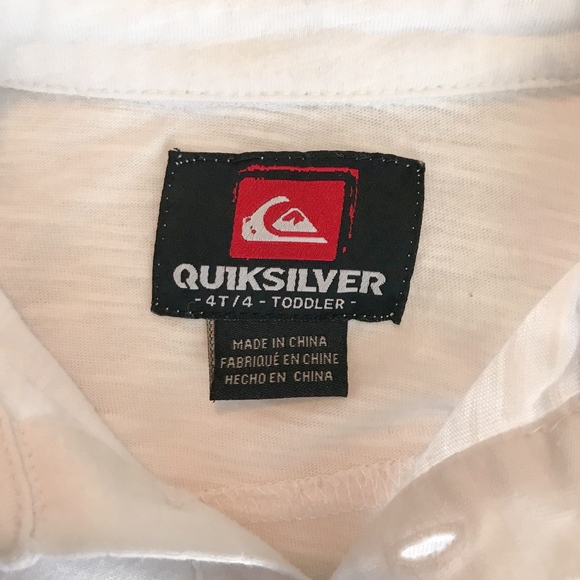 QUIKSILVER
- 4T/4 - TODDLER -
MADE IN CHINA
FABRIQUÉ EN CHINE
HECHO EN CHINA